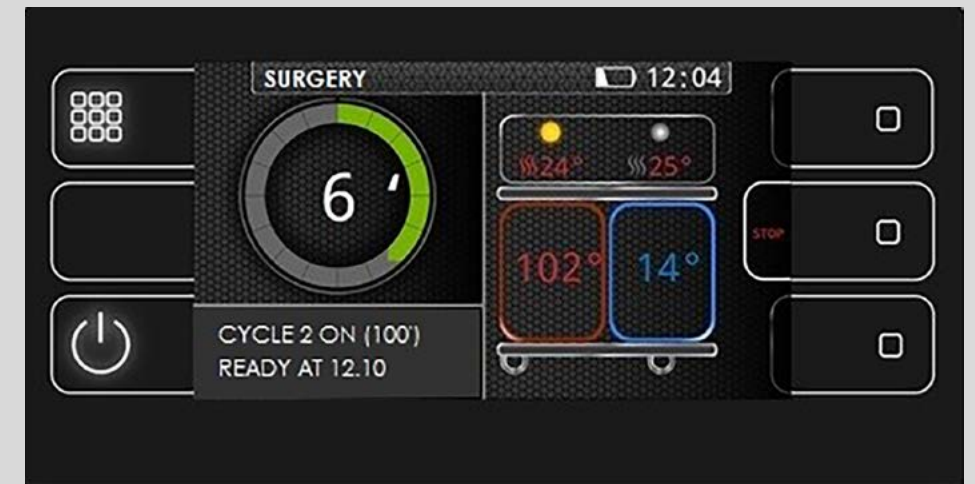 SURGERY
12:04
6 ‘
24° 25°
102° 14°
STOP
CYCLE 2 ON (100')
READY AT 12.10